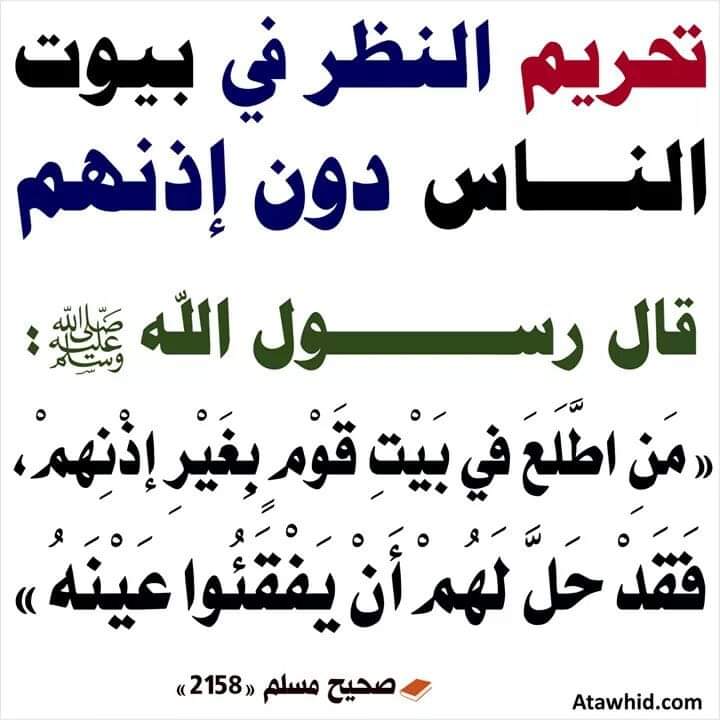 تحريم النظر في بيوت
النـــاس دون إذنهم
قال رســـول الله ﷺ :
« مَنِ اطَّلَعَ فِي بَيْتِ قَوْمٍ بِغَيْرِ إِذْنِهِمْ،
فَقَدْ حَلَّ لَهُمْ أَنْ يَفْقَئُوا عَيْنَهُ »
صحيح مسلم «2158»
Atawhid.com